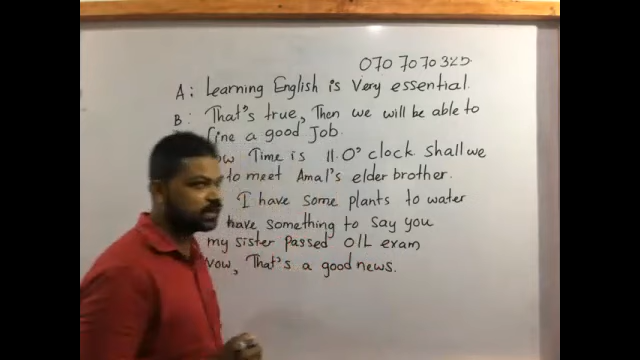 070 7070 325
A: Learning English is very essential.
B: That's true, Then we will be able to
fine a good Job.
Time is 11.0' clock shall we
to meet Amal's elder brother.
I have some plants to water
have something to say you
my sister passed O/L exam
wow, That's a good news.